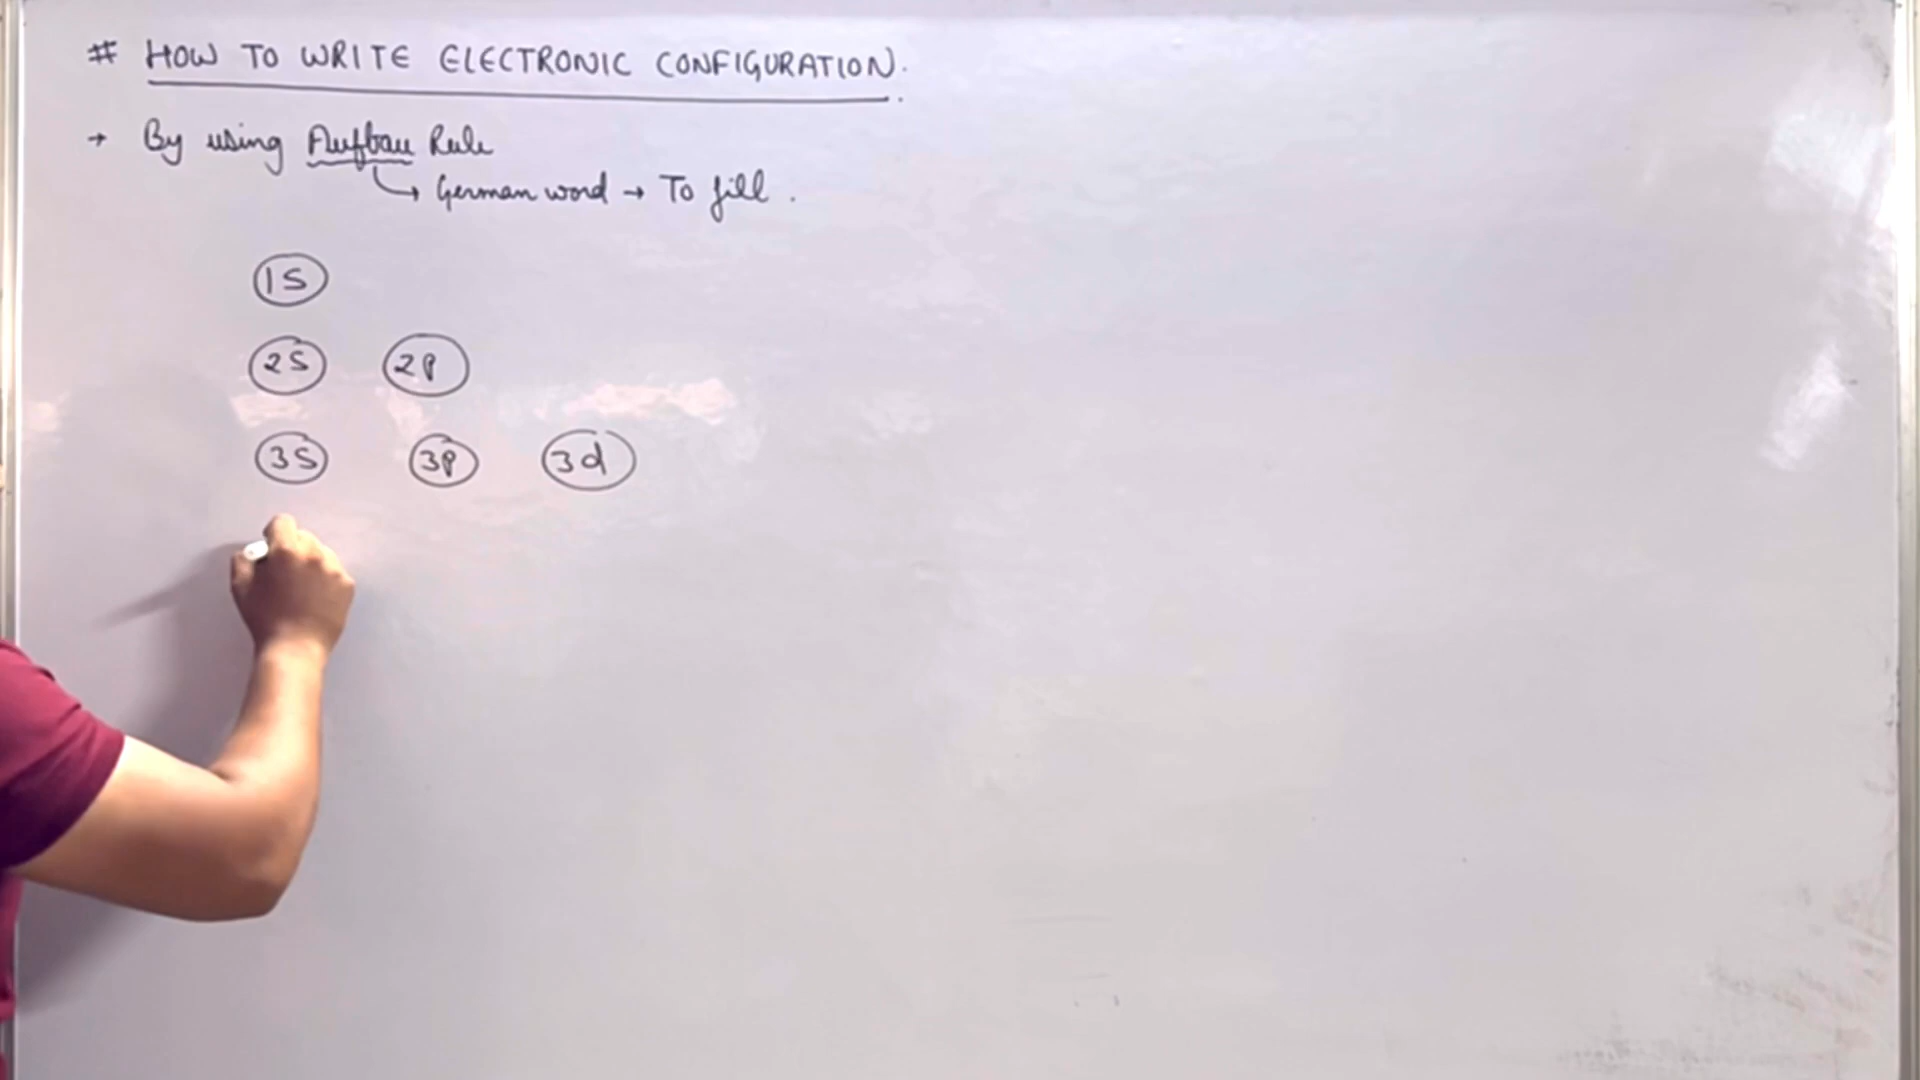 # HOW TO WRITE ELECTRONIC CONFIGURATION.
→ By using Aufbau Rule
↳ German word → To fill .
1S
2S 2P
3S 3P 3d